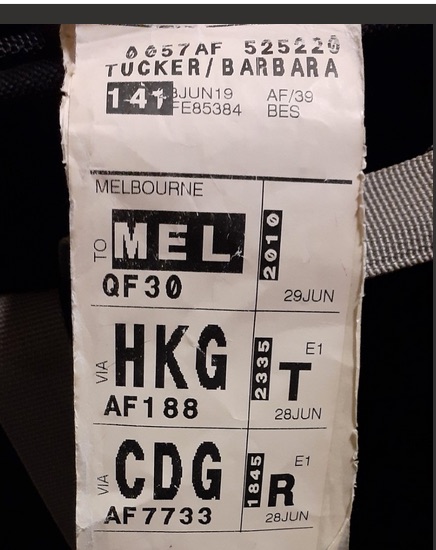 0057AF 525220
TUCKER/BARBARA
141 JUN19 AF/39
FE85384 BES
MELBOURNE
TO MEL 2010
QF30 29JUN
VIA HKG 2335 T E1
AF188 28JUN
VIA CDG 1845 R E1
AF7733 28JUN